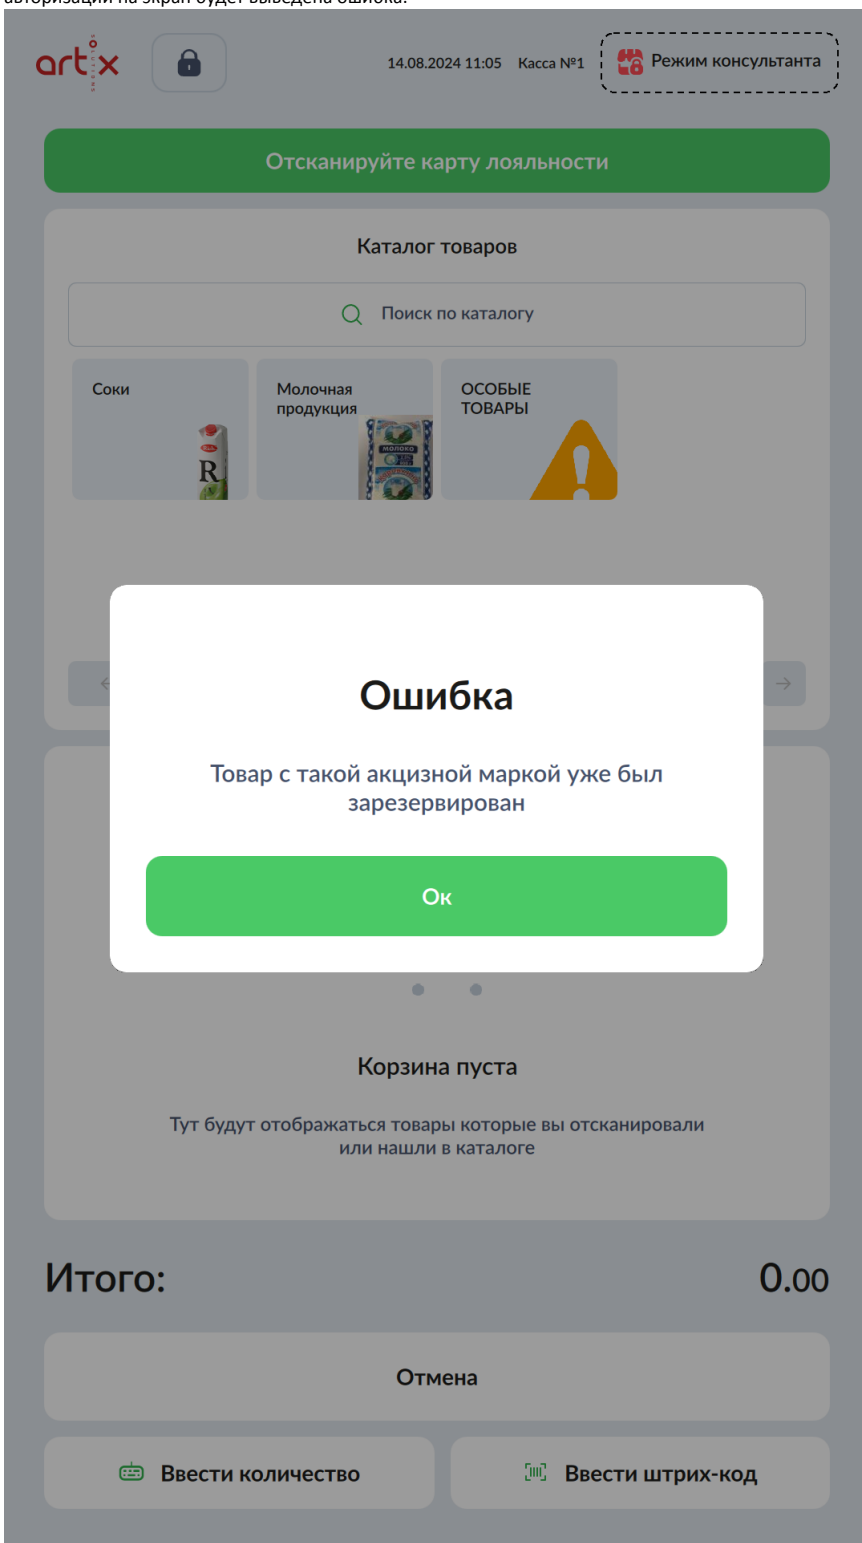 авторизации на экран будет выведена ошибка.
artix
14.08.2024 11:05 Касса №1 Режим консультанта
Отсканируйте карту лояльности
Каталог товаров
Поиск по каталогу
Соки
Молочная
продукция
ОСОБЫЕ
ТОВАРЫ
R
МОЛОКО
Ошибка
Товар с такой акцизной маркой уже был
зарезервирован
Ок
Корзина пуста
Тут будут отображаться товары которые вы отсканировали
или нашли в каталоге
Итого:
0.00
Отмена
Ввести количество
Ввести штрих-код